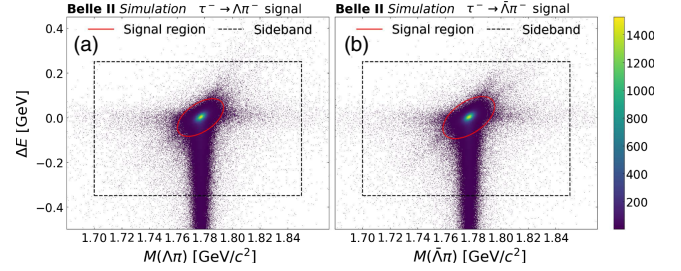 Belle II Simulation τ⁻ → Λπ⁻ signal
Belle II Simulation τ⁻ → Λ̄π⁻ signal
(a) Signal region Sideband
(b) Signal region Sideband
ΔE [GeV]
0.4
0.2
0.0
−0.2
−0.4
1.70 1.72 1.74 1.76 1.78 1.80 1.82 1.84
M(Λπ) [GeV/c²]
1.70 1.72 1.74 1.76 1.78 1.80 1.82 1.84
M(Λ̄π) [GeV/c²]
1400
1200
1000
800
600
400
200